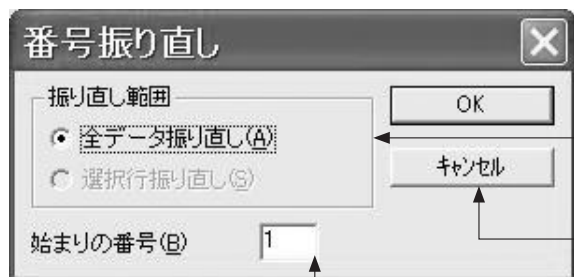 番号振り直し
振り直し範囲
全データ振り直し(A)
選択行振り直し(S)
OK
キャンセル
始まりの番号(B) 1